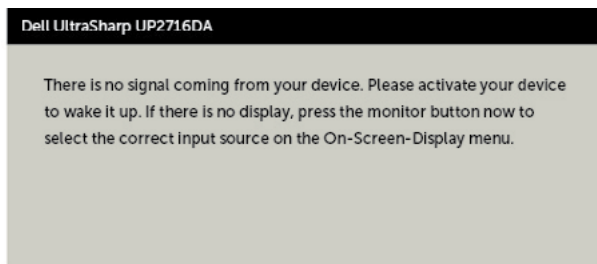 Dell UltraSharp UP2716DA
There is no signal coming from your device. Please activate your device
to wake it up. If there is no display, press the monitor button now to
select the correct input source on the On-Screen-Display menu.